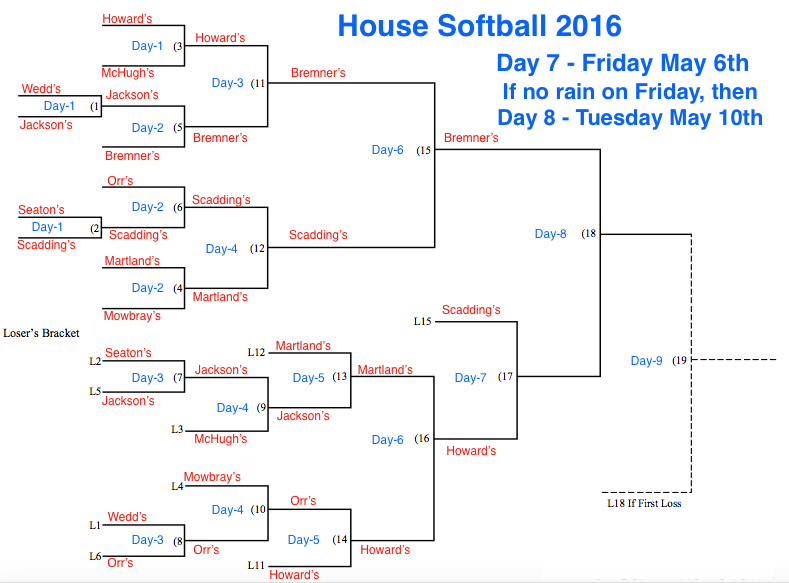 House Softball 2016
Day 7 - Friday May 6th
If no rain on Friday, then
Day 8 - Tuesday May 10th
Howard's
Day-1 (3
Howard's
McHugh's
Day-3 (11
Bremner's
Wedd's
Day-1 (1
Jackson's
Jackson's
Day-2 (5
Bremner's
Bremner's
Day-6 (15
Bremner's
Orr's
Day-2 (6
Scadding's
Seaton's
Day-1 (2
Scadding's
Scadding's
Day-4 (12
Scadding's
Day-8 (18
Martland's
Day-2 (4
Martland's
Mowbray's
Loser's Bracket
Scadding's
L15
L12 Martland's
L2 Seaton's
Day-3 (7
Jackson's
L5
Jackson's
Day-5 (13
Martland's
Day-7 (17
Day-9 (19
Day-4 (9
Jackson's
L3
McHugh's
Day-6 (16
Howard's
L4 Mowbray's
Day-4 (10
Orr's
L1 Wedd's
Day-3 (8
Orr's
L6
Orr's
Day-5 (14
Howard's
L11
Howard's
L18 If First Loss